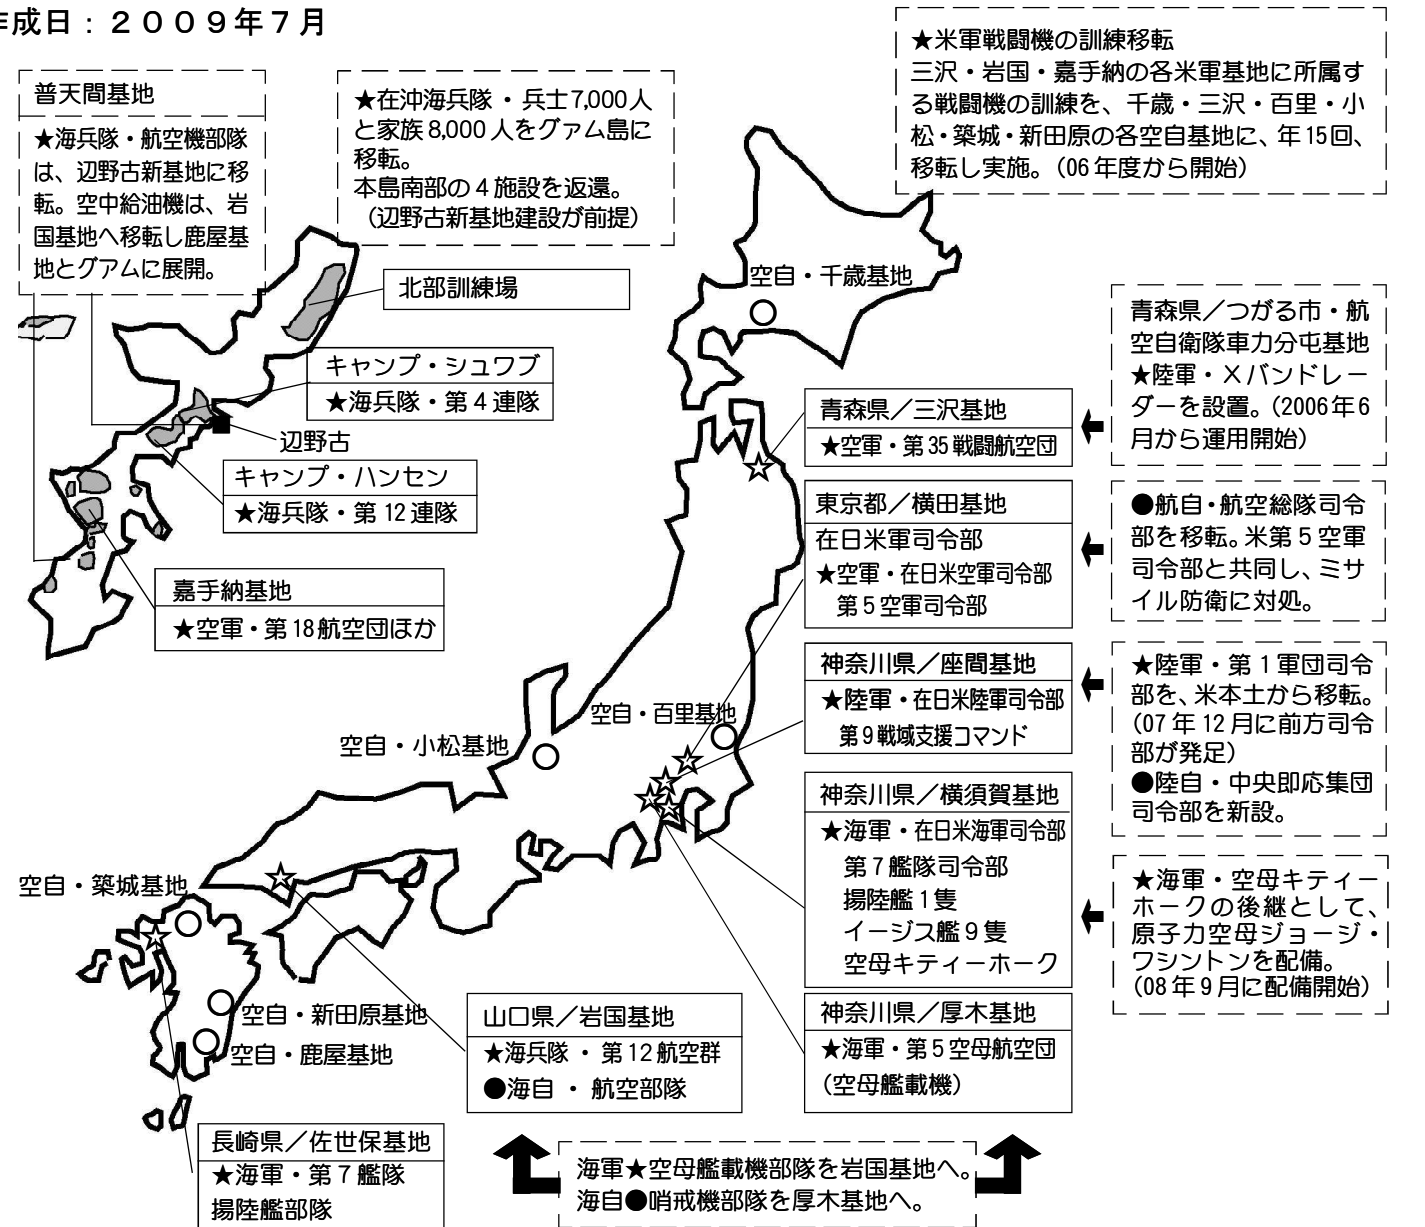 作成日：２００９年７月
★米軍戦闘機の訓練移転
三沢・岩国・嘉手納の各米軍基地に所属す
る戦闘機の訓練を、千歳・三沢・百里・小
松・築城・新田原の各空自基地に、年15回、
移転し実施。（06年度から開始）
普天間基地
★海兵隊・航空機部隊
は、辺野古新基地に移
転。空中給油機は、岩
国基地へ移転し鹿屋基
地とグアムに展開。
★在沖海兵隊・兵士7,000人
と家族8,000人をグァム島に
移転。
本島南部の４施設を返還。
（辺野古新基地建設が前提）
北部訓練場
キャンプ・シュワブ
★海兵隊・第４連隊
辺野古
キャンプ・ハンセン
★海兵隊・第12連隊
嘉手納基地
★空軍・第18航空団ほか
空自・千歳基地
青森県／つがる市・航
空自衛隊車力分屯基地
★陸軍・Ｘバンドレー
ダーを設置。（2006年6
月から運用開始）
青森県／三沢基地
★空軍・第35戦闘航空団
東京都／横田基地
在日米軍司令部
★空軍・在日米空軍司令部
第５空軍司令部
●航自・航空総隊司令
部を移転。米第５空軍
司令部と共同し、ミサ
イル防衛に対処。
神奈川県／座間基地
★陸軍・在日米陸軍司令部
第９戦域支援コマンド
★陸軍・第１軍団司令
部を、米本土から移転。
（07年12月に前方司令
部が発足）
●陸自・中央即応集団
司令部を新設。
空自・百里基地
空自・小松基地
神奈川県／横須賀基地
★海軍・在日米海軍司令部
第７艦隊司令部
揚陸艦１隻
イージス艦９隻
空母キティーホーク
★海軍・空母キティー
ホークの後継として、
原子力空母ジョージ・
ワシントンを配備。
（08年9月に配備開始）
空自・築城基地
空自・新田原基地
空自・鹿屋基地
山口県／岩国基地
★海兵隊・第12航空群
●海自・航空部隊
神奈川県／厚木基地
★海軍・第５空母航空団
（空母艦載機）
長崎県／佐世保基地
★海軍・第７艦隊
揚陸艦部隊
海軍★空母艦載機部隊を岩国基地へ。
海自●哨戒機部隊を厚木基地へ。